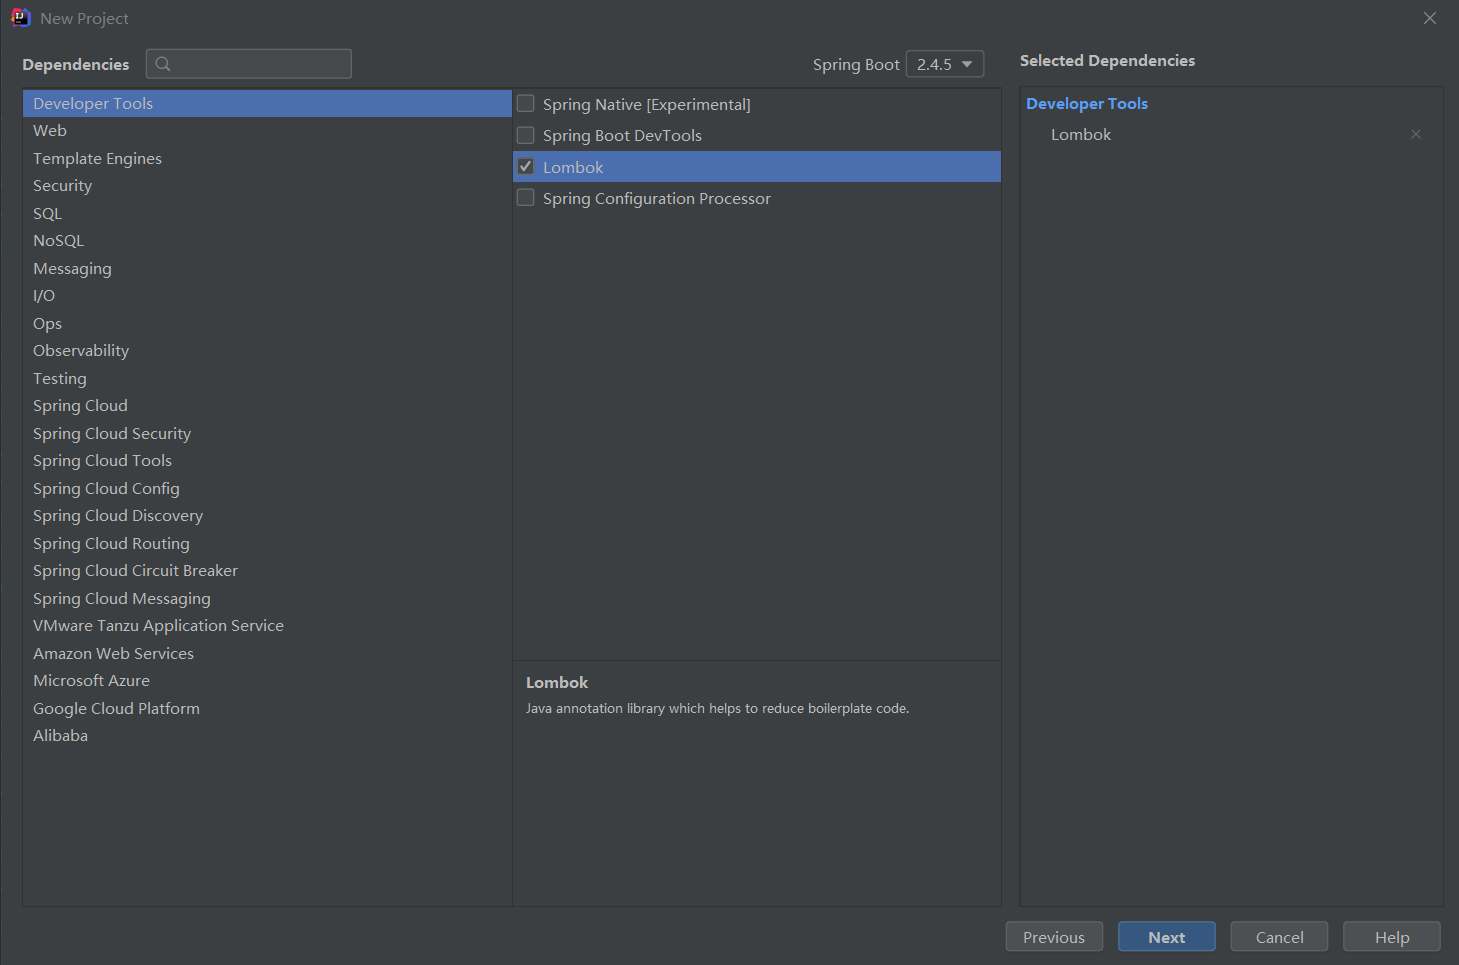 New Project
Dependencies
Spring Boot 2.4.5
Selected Dependencies
Developer Tools
Web
Template Engines
Security
SQL
NoSQL
Messaging
I/O
Ops
Observability
Testing
Spring Cloud
Spring Cloud Security
Spring Cloud Tools
Spring Cloud Config
Spring Cloud Discovery
Spring Cloud Routing
Spring Cloud Circuit Breaker
Spring Cloud Messaging
VMware Tanzu Application Service
Amazon Web Services
Microsoft Azure
Google Cloud Platform
Alibaba
Spring Native [Experimental]
Spring Boot DevTools
Lombok
Spring Configuration Processor
Lombok
Java annotation library which helps to reduce boilerplate code.
Developer Tools
Lombok
Previous
Next
Cancel
Help